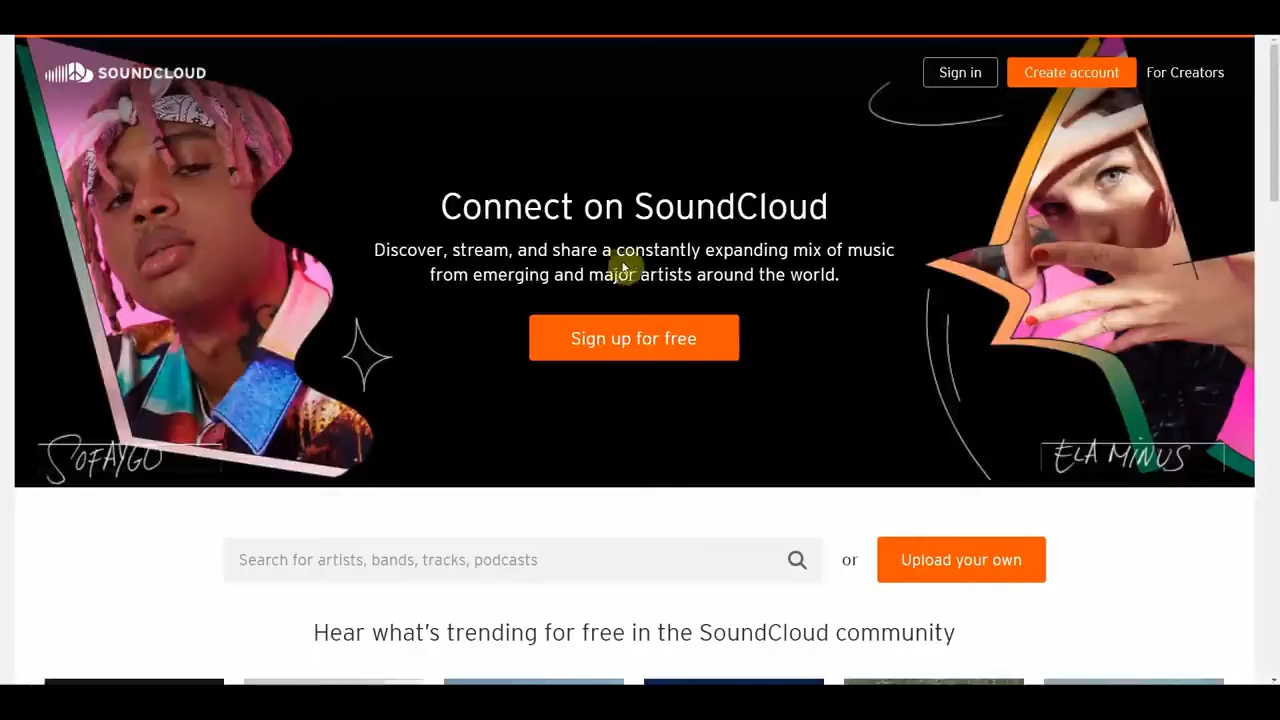 SOUNDCLOUD
Sign in
Create account
For Creators
Connect on SoundCloud
Discover, stream, and share a constantly expanding mix of music
from emerging and major artists around the world.
Sign up for free
SOFAYGO
ELA MINUS
Search for artists, bands, tracks, podcasts
or
Upload your own
Hear what’s trending for free in the SoundCloud community